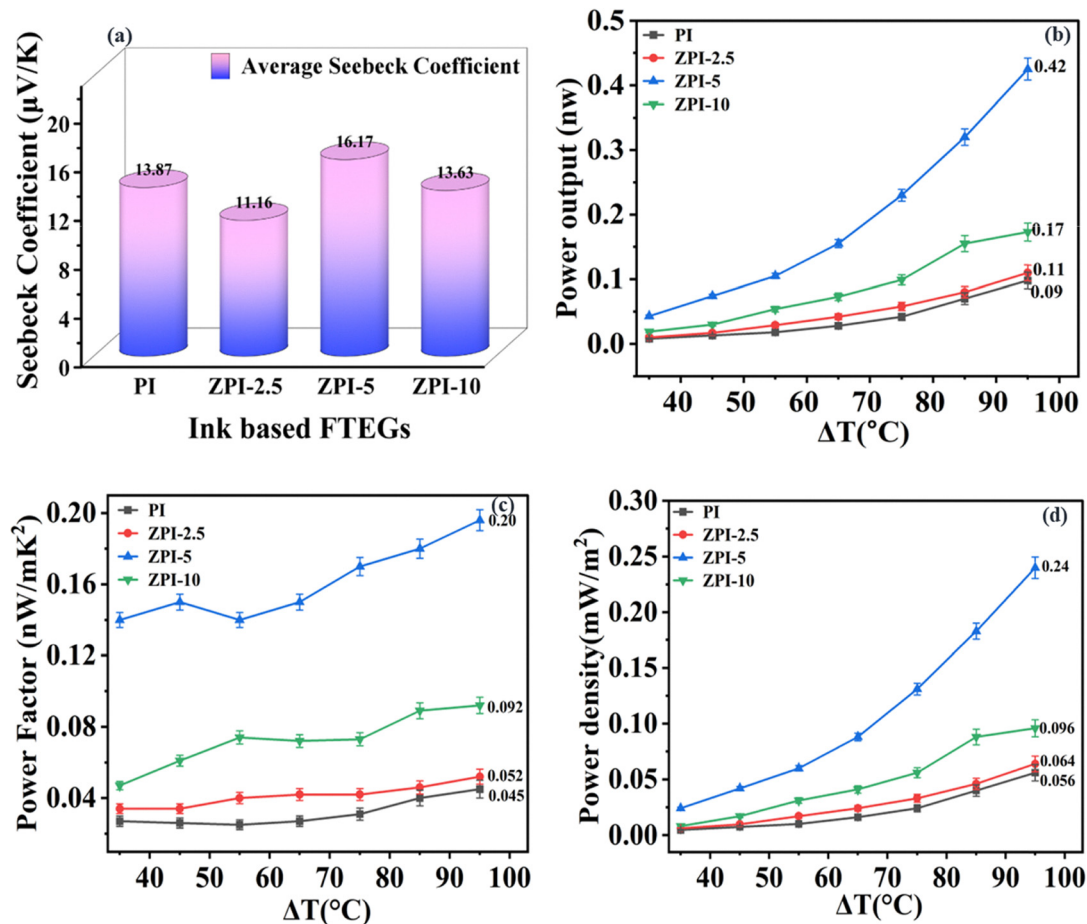 (a)
Average Seebeck Coefficient
Seebeck Coefficient (µV/K)
20
16
12
8
4
0
13.87
11.16
16.17
13.63
PI ZPI-2.5 ZPI-5 ZPI-10
Ink based FTEGs
(b)
PI
ZPI-2.5
ZPI-5
ZPI-10
Power output (nw)
0.5
0.4
0.3
0.2
0.1
0.0
0.42
0.17
0.11
0.09
40 50 60 70 80 90 100
ΔT(°C)
(c)
PI
ZPI-2.5
ZPI-5
ZPI-10
Power Factor (nW/mK²)
0.20
0.16
0.12
0.08
0.04
0.20
0.092
0.052
0.045
40 50 60 70 80 90 100
ΔT(°C)
(d)
PI
ZPI-2.5
ZPI-5
ZPI-10
Power density(mW/m²)
0.30
0.25
0.20
0.15
0.10
0.05
0.00
0.24
0.096
0.064
0.056
40 50 60 70 80 90 100
ΔT(°C)